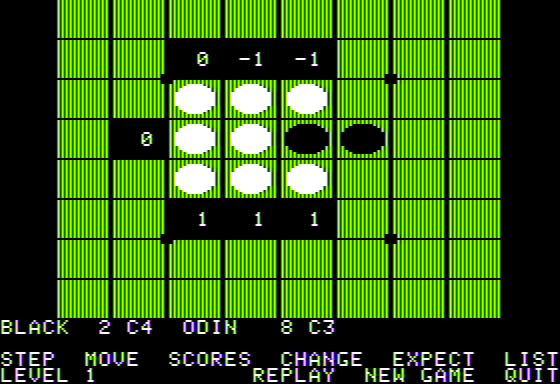 0 -1 -1
0
1 1 1
BLACK 2 C4 ODIN 8 C3
STEP MOVE SCORES CHANGE EXPECT LIST
LEVEL 1 REPLAY NEW GAME QUIT